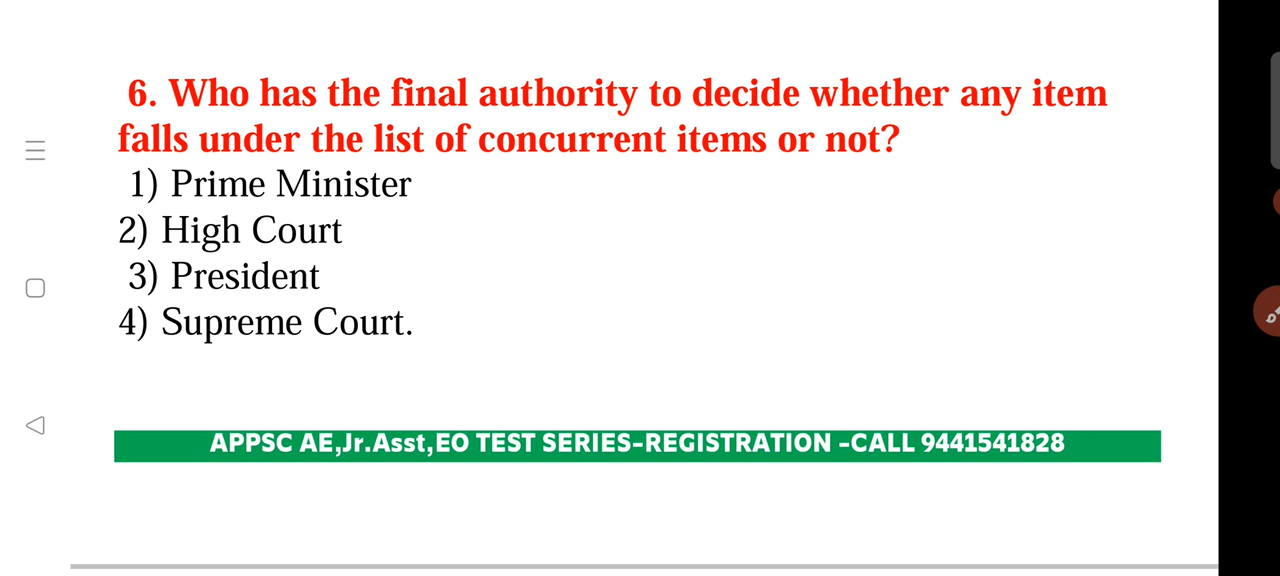 6. Who has the final authority to decide whether any item
falls under the list of concurrent items or not?
1) Prime Minister
2) High Court
3) President
4) Supreme Court.
APPSC AE,Jr.Asst,EO TEST SERIES-REGISTRATION -CALL 9441541828